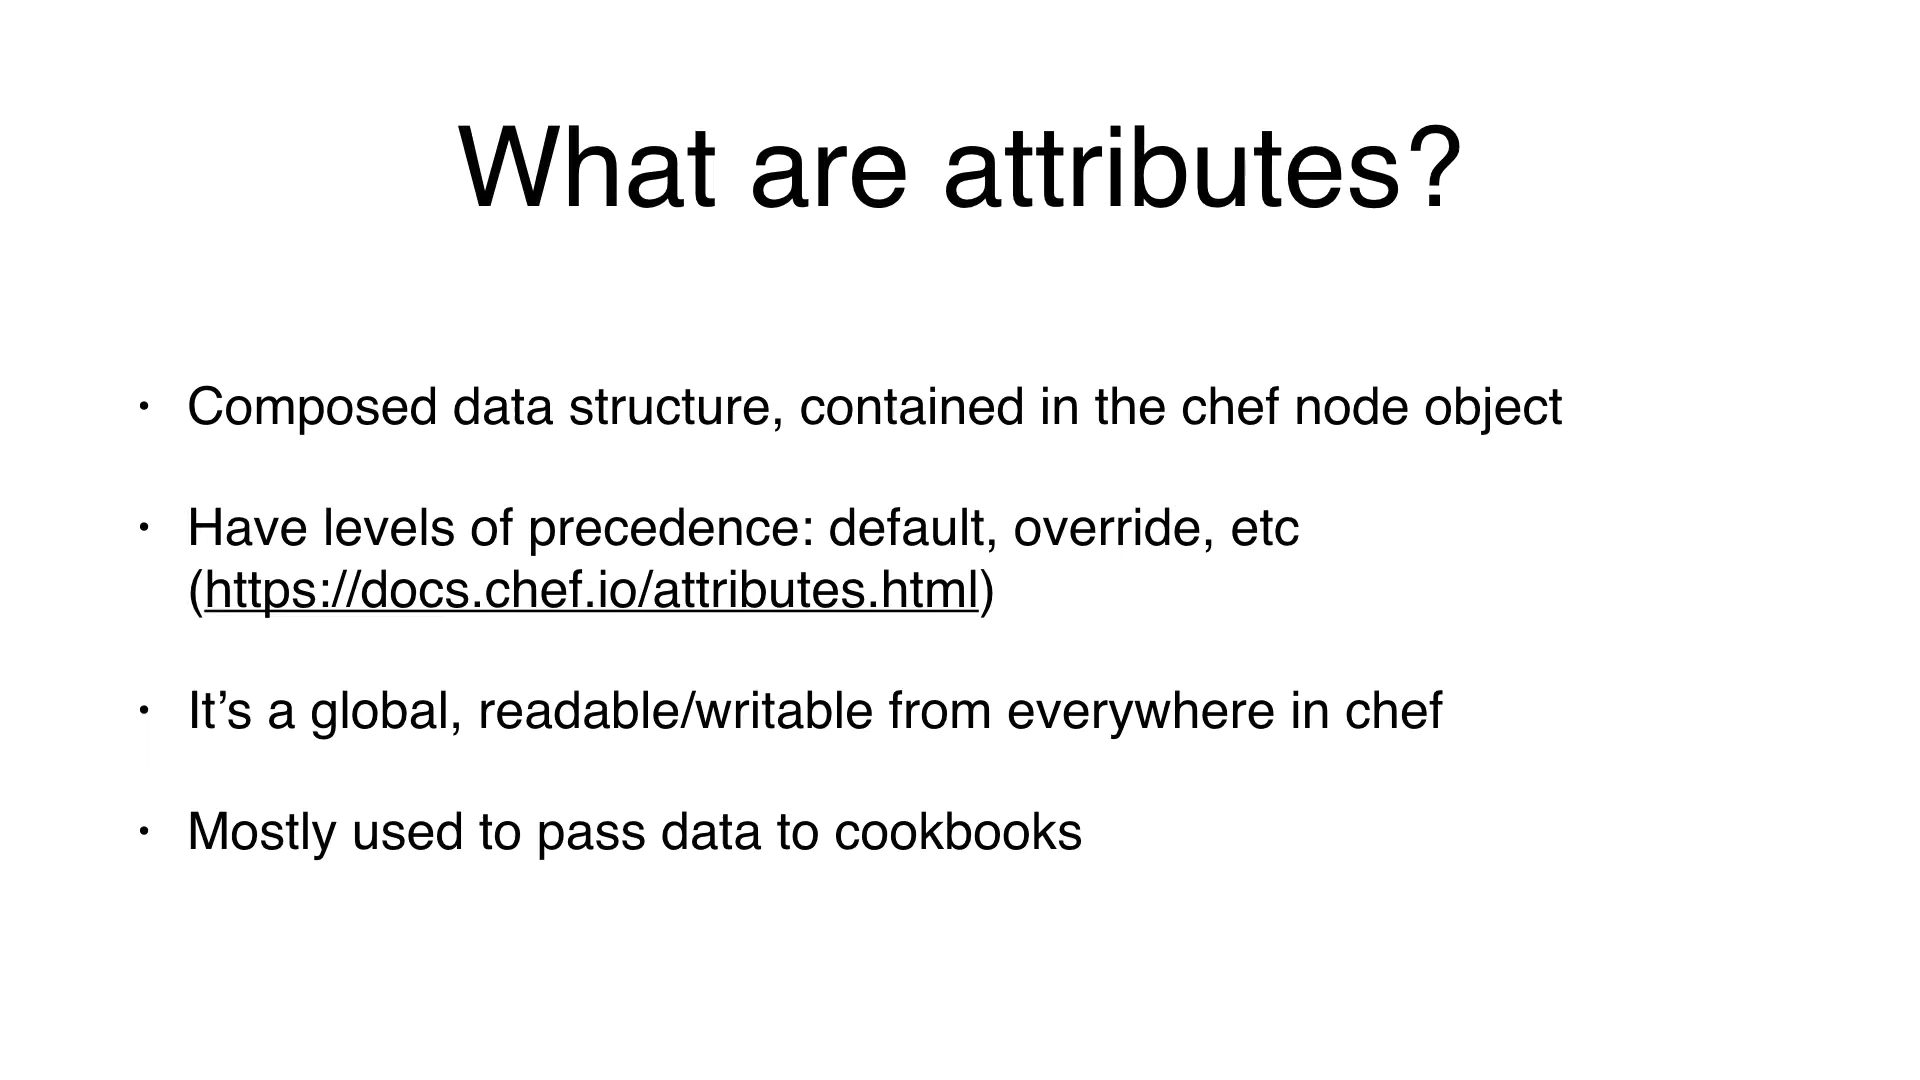 What are attributes?
• Composed data structure, contained in the chef node object
• Have levels of precedence: default, override, etc
(https://docs.chef.io/attributes.html)
• It’s a global, readable/writable from everywhere in chef
• Mostly used to pass data to cookbooks